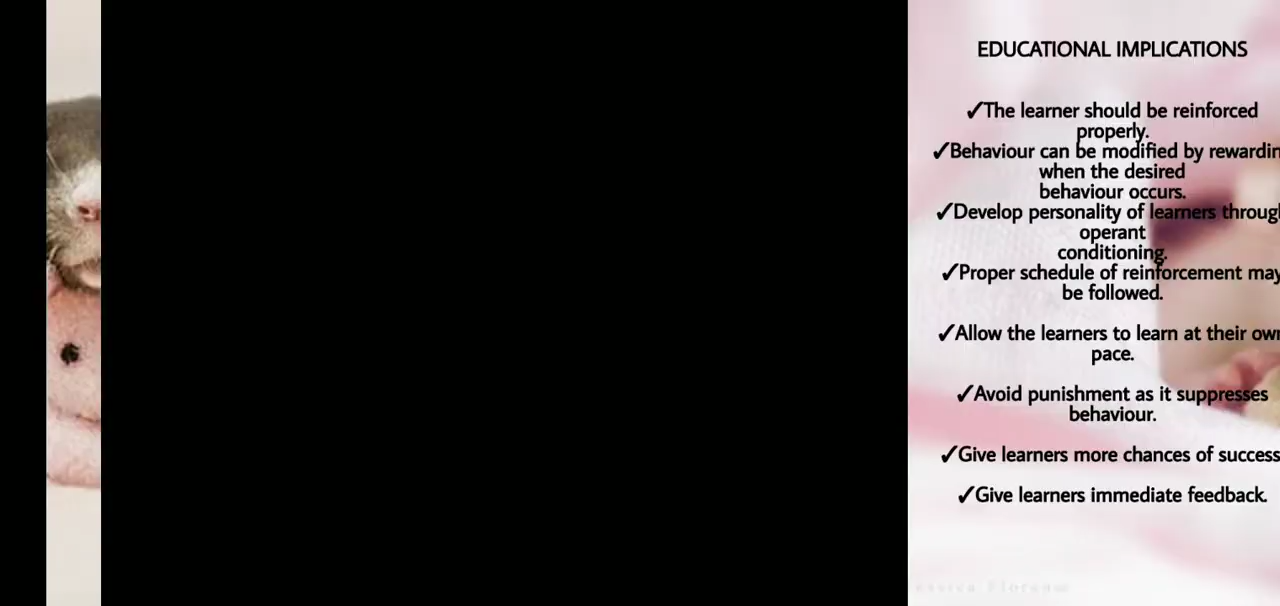 EDUCATIONAL IMPLICATIONS
✓The learner should be reinforced
properly.
✓Behaviour can be modified by rewardin
when the desired
behaviour occurs.
✓Develop personality of learners throug
operant
conditioning.
✓Proper schedule of reinforcement may
be followed.
✓Allow the learners to learn at their own
pace.
✓Avoid punishment as it suppresses
behaviour.
✓Give learners more chances of success
✓Give learners immediate feedback.